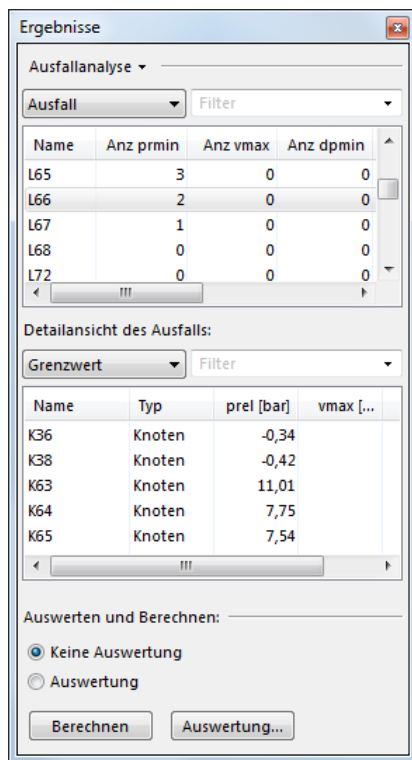 Ergebnisse
Ausfallanalyse
Ausfall Filter
Name Anz prmin Anz vmax Anz dpmin
L65 3 0 0
L66 2 0 0
L67 1 0 0
L68 0 0 0
L72 0 0 0
Detailansicht des Ausfalls:
Grenzwert Filter
Name Typ prel [bar] vmax [...
K36 Knoten -0,34
K38 Knoten -0,42
K63 Knoten 11,01
K64 Knoten 7,75
K65 Knoten 7,54
Auswerten und Berechnen:
Keine Auswertung
Auswertung
Berechnen Auswertung...